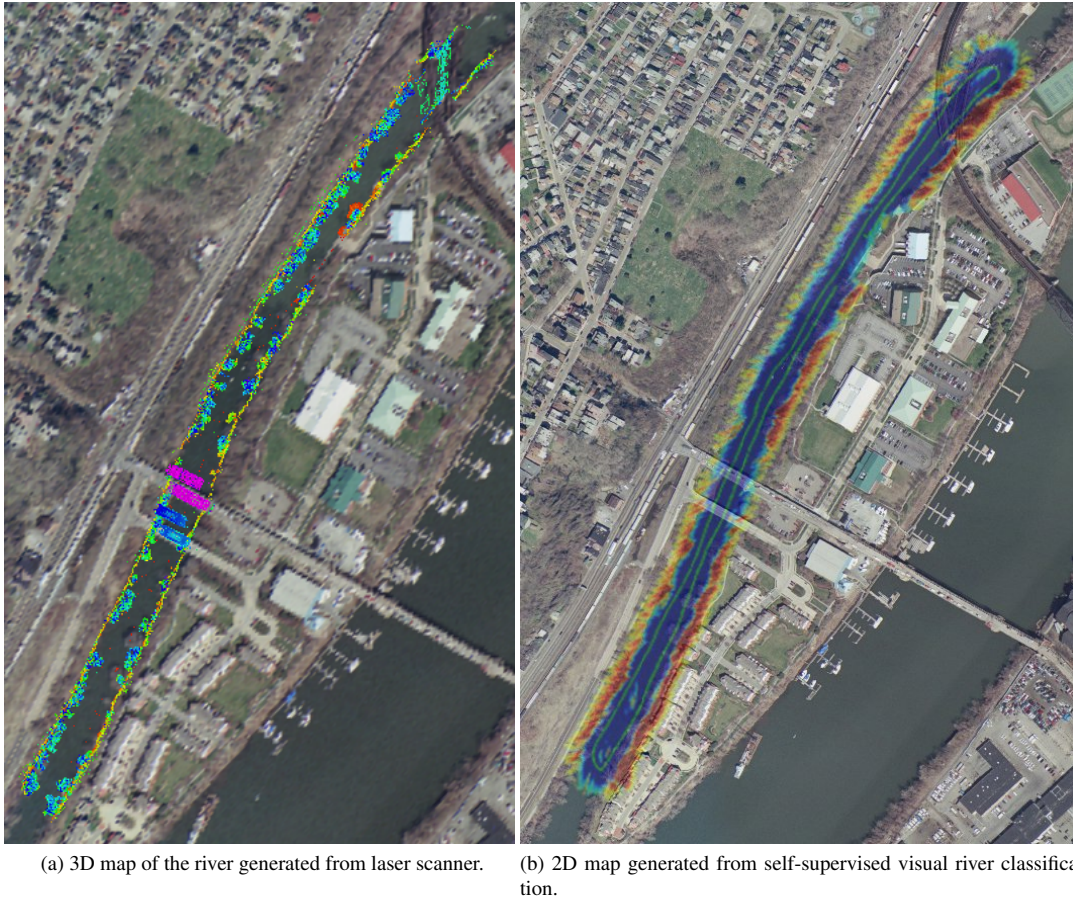 (a) 3D map of the river generated from laser scanner.
(b) 2D map generated from self-supervised visual river classifica-
tion.